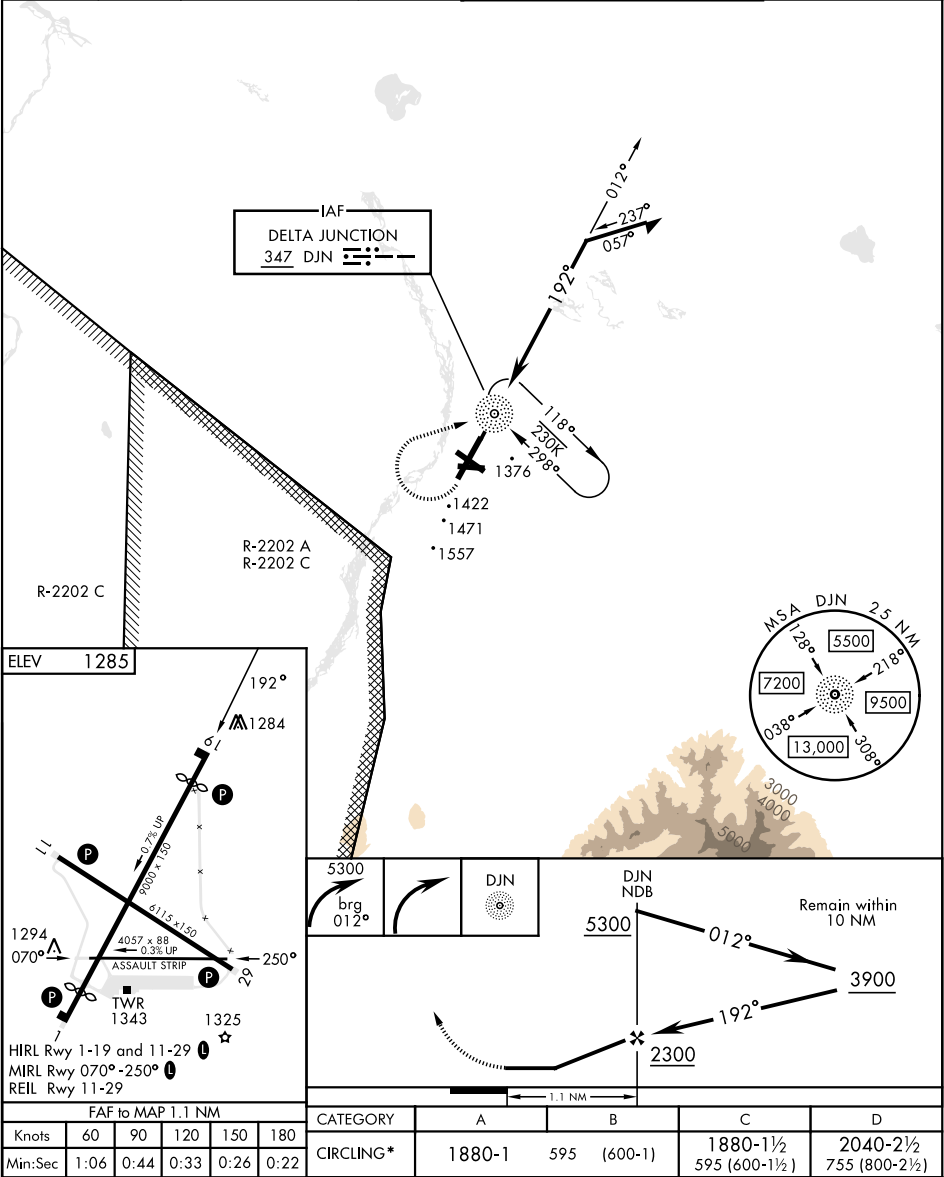 IAF
DELTA JUNCTION
347 DJN
012°
237°
057°
192°
118°
230K
298°
1376
1422
1471
1557
R-2202 A
R-2202 C
R-2202 C
MSA DJN 25 NM
128°
5500
218°
7200
9500
038°
13,000
308°
3000
4000
5000
ELEV 1285
192°
1284
19
P
0.7% UP
9000 x 150
11
P
6115 x150
1294
070°
4057 x 88
0.3% UP
ASSAULT STRIP
250°
P
29
P
TWR
1343
1325
1
HIRL Rwy 1-19 and 11-29 L
MIRL Rwy 070°-250° L
REIL Rwy 11-29
FAF to MAP 1.1 NM
Knots 60 90 120 150 180
Min:Sec 1:06 0:44 0:33 0:26 0:22
5300
brg
012°
DJN
DJN
NDB
Remain within
10 NM
5300
012°
3900
192°
2300
1.1 NM
CATEGORY A B C D
CIRCLING* 1880-1 595 (600-1) 1880-1½ 2040-2½
595 (600-1½) 755 (800-2½)